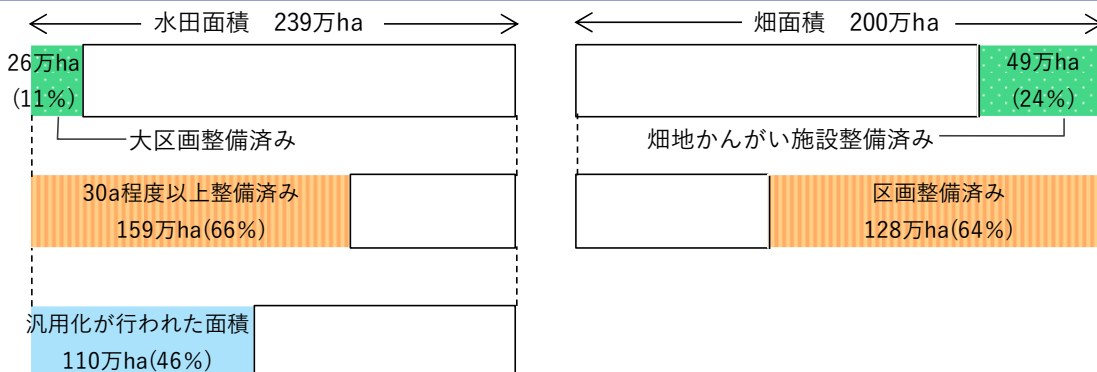 水田面積 239万ha
26万ha
(11%)
大区画整備済み
30a程度以上整備済み
159万ha(66%)
汎用化が行われた面積
110万ha(46%)
畑面積 200万ha
49万ha
(24%)
畑地かんがい施設整備済み
区画整備済み
128万ha(64%)